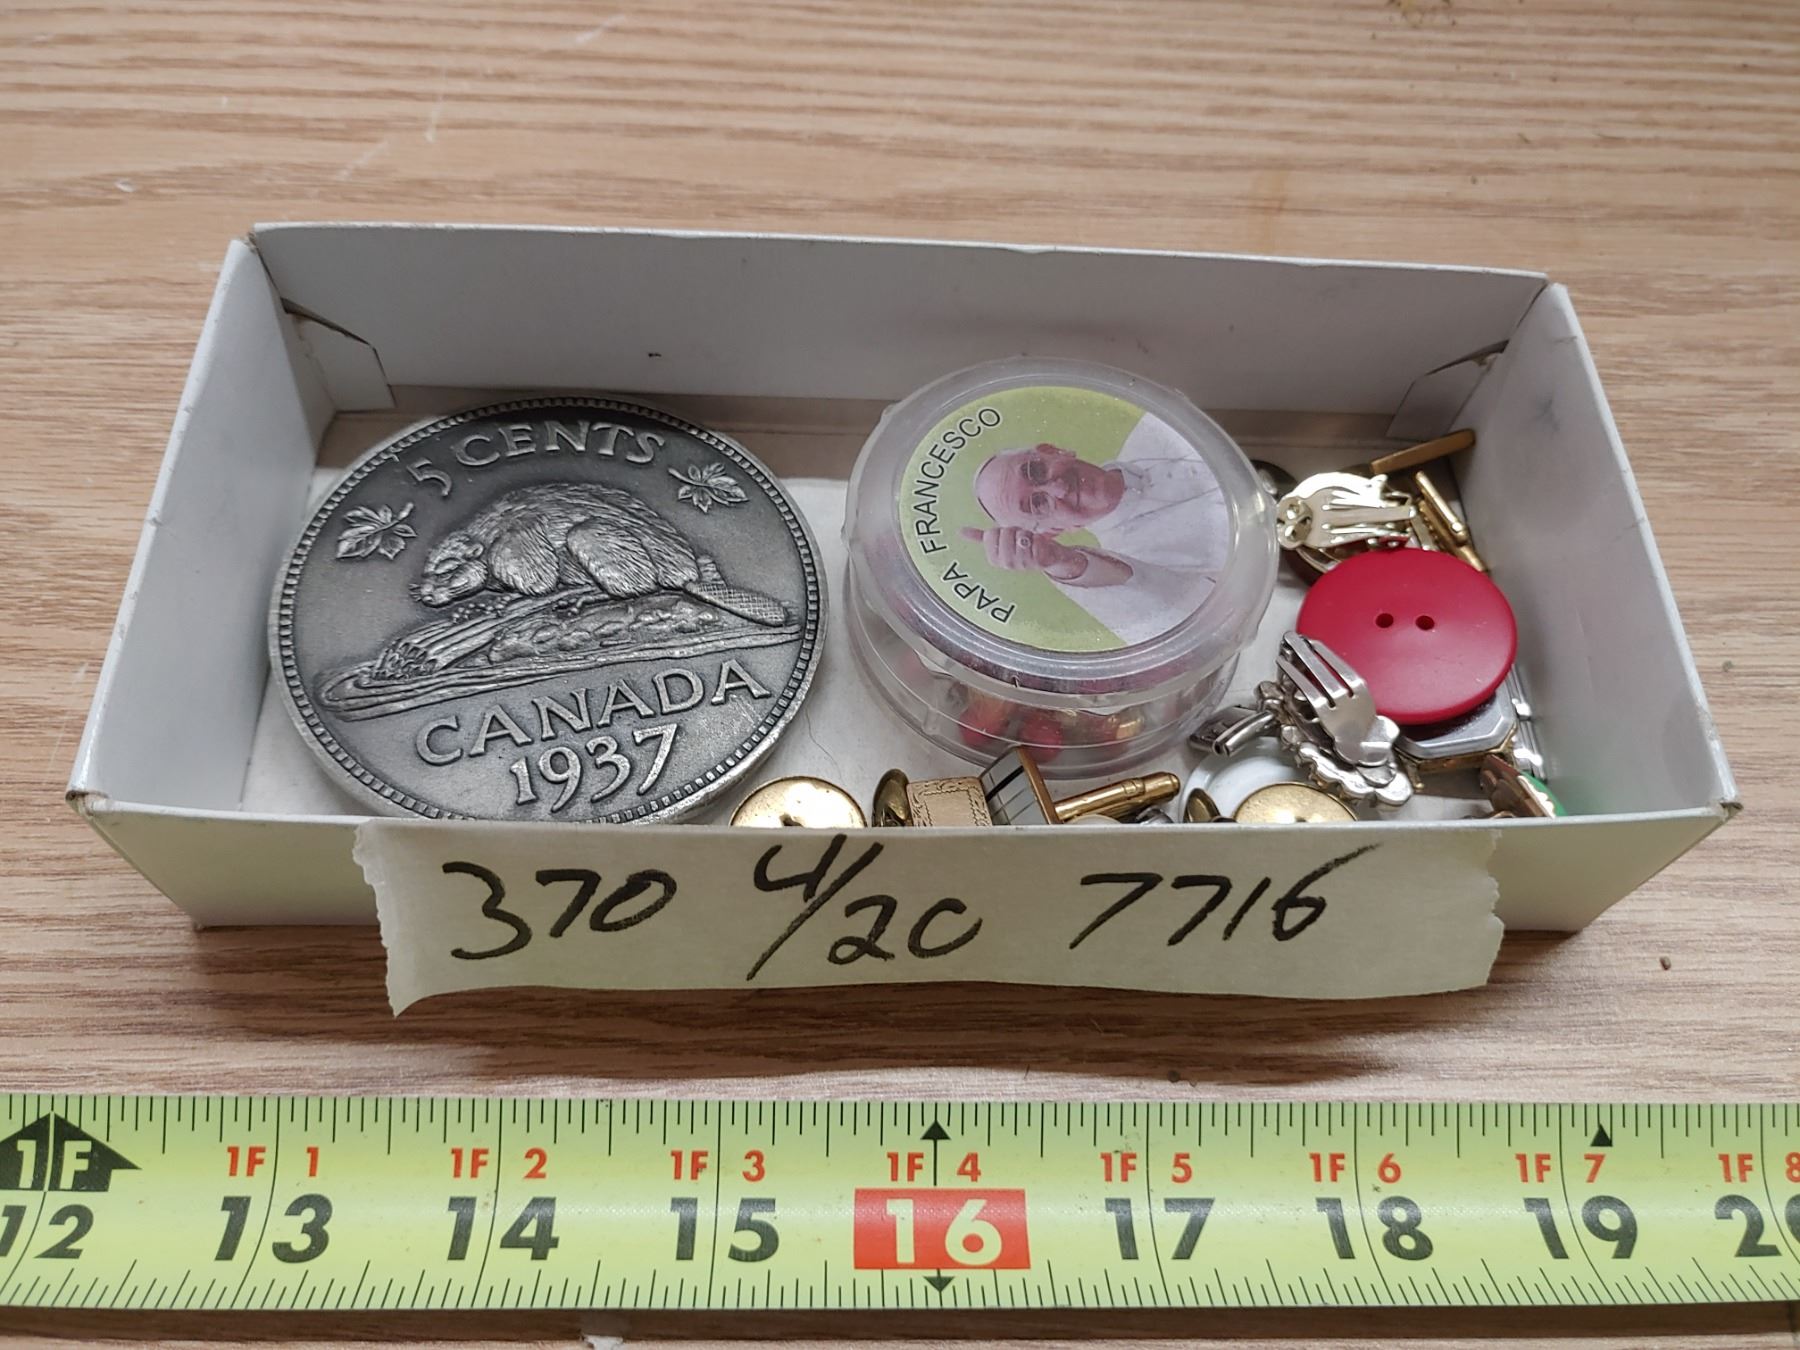 5 CENTS
CANADA
1937
PAPA FRANCESCO
370 4/20 7716
1F 1F 1 1F 2 1F 3 1F 4 1F 5 1F 6 1F 7 1F 8
12 13 14 15 16 17 18 19 20